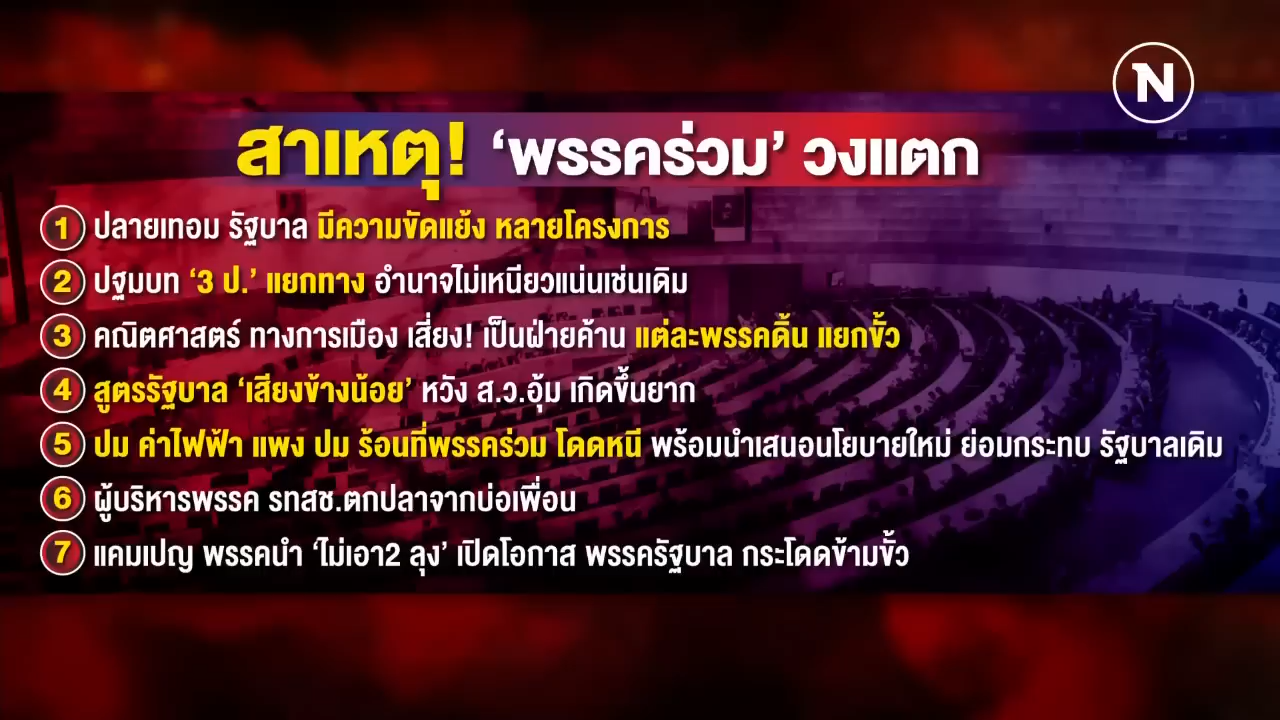 N
สาเหตุ! ‘พรรคร่วม’ วงแตก
1 ปลายเทอม รัฐบาล มีความขัดแย้ง หลายโครงการ
2 ปฐมบท ‘3 ป.’ แยกทาง อำนาจไม่เหนียวแน่นเช่นเดิม
3 คณิตศาสตร์ ทางการเมือง เสี่ยง! เป็นฝ่ายค้าน แต่ละพรรคดิ้น แยกขั้ว
4 สูตรรัฐบาล ‘เสียงข้างน้อย’ หวัง ส.ว.อุ้ม เกิดขึ้นยาก
5 ปม ค่าไฟฟ้า แพง ปม ร้อนที่พรรคร่วม โดดหนี พร้อมนำเสนอนโยบายใหม่ ย่อมกระทบ รัฐบาลเดิม
6 ผู้บริหารพรรค รทสช.ตกปลาจากบ่อเพื่อน
7 แคมเปญ พรรคนำ ‘ไม่เอา2 ลุง’ เปิดโอกาส พรรครัฐบาล กระโดดข้ามขั้ว